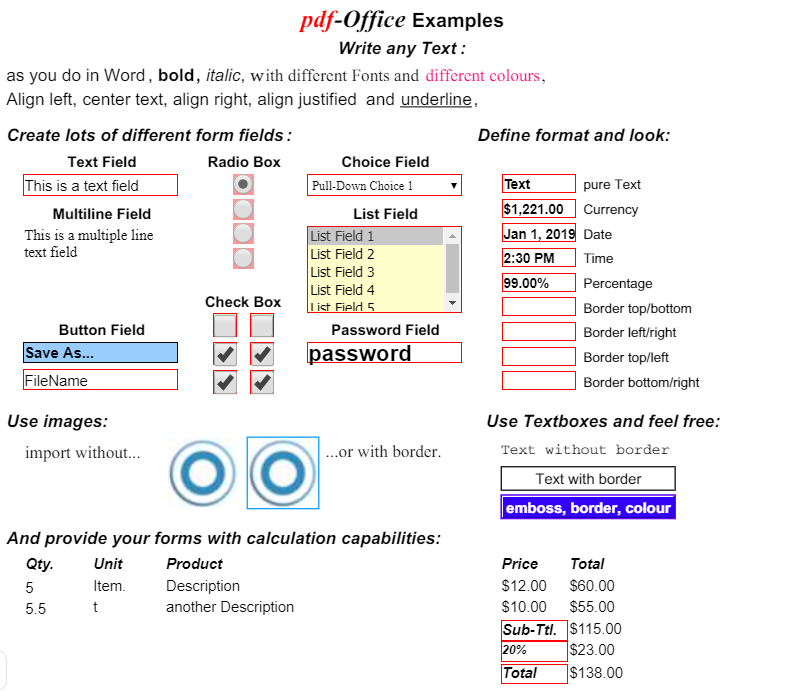 pdf-Office Examples
Write any Text :
as you do in Word, bold, italic, with different Fonts and different colours,
Align left, center text, align right, align justified and underline,
Create lots of different form fields :
Define format and look:
Text Field
Radio Box
Choice Field
This is a text field
Pull-Down Choice 1
Text pure Text
Multiline Field
List Field
$1,221.00 Currency
This is a multiple line
text field
List Field 1
List Field 2
List Field 3
List Field 4
List Field 5
Jan 1, 2019 Date
2:30 PM Time
99.00% Percentage
Check Box
Border top/bottom
Button Field
Password Field
Border left/right
Save As...
password
Border top/left
FileName
Border bottom/right
Use images:
Use Textboxes and feel free:
import without...
...or with border.
Text without border
Text with border
emboss, border, colour
And provide your forms with calculation capabilities:
Qty. Unit Product Price Total
5 Item. Description $12.00 $60.00
5.5 t another Description $10.00 $55.00
Sub-Ttl. $115.00
20% $23.00
Total $138.00